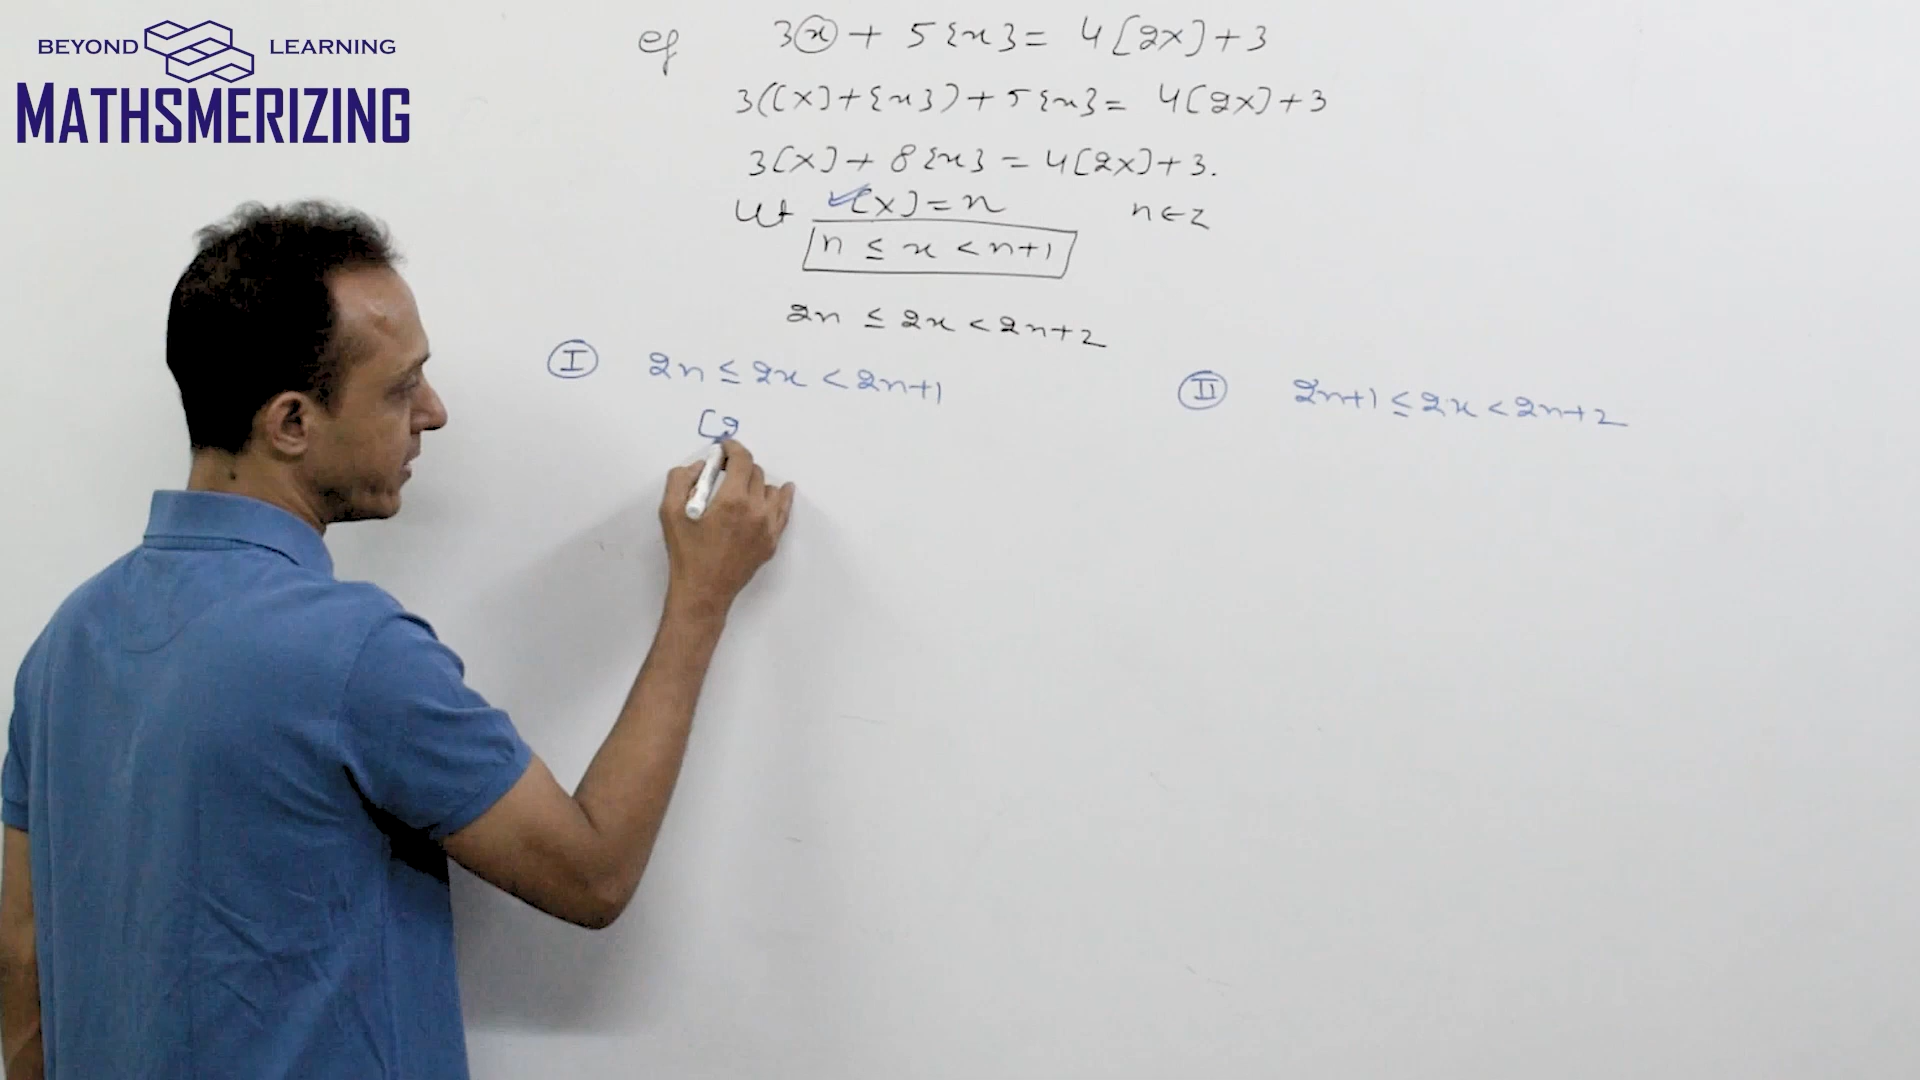 BEYOND LEARNING
MATHSMERIZING
eg 3x + 5{x} = 4[2x]+3
3([x]+{x})+5{x} = 4[2x]+3
3[x]+8{x} = 4[2x]+3.
Let [x] = n n∈Z
n ≤ x < n+1
2n ≤ 2x < 2n+2
I 2n ≤ 2x < 2n+1
II 2n+1 ≤ 2x < 2n+2
[2